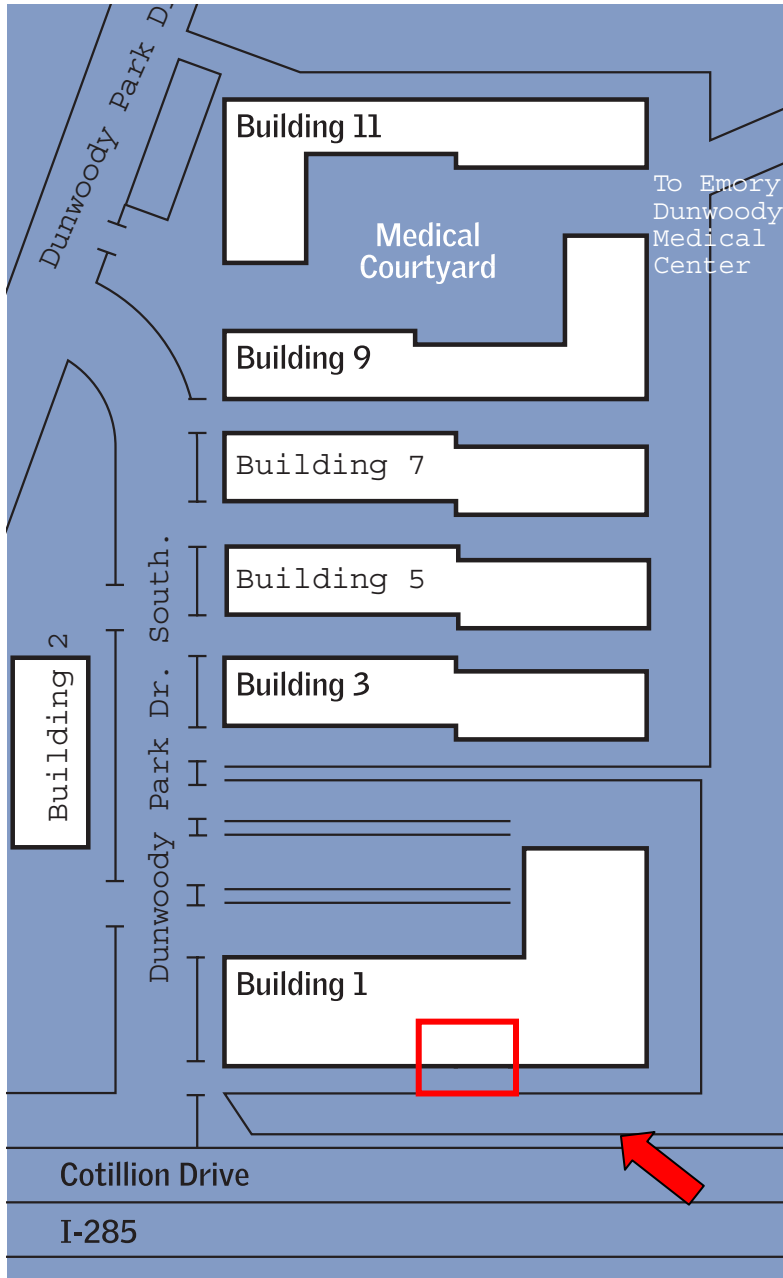 Dunwoody Park D
Building 11
To Emory
Dunwoody
Medical
Center
Medical
Courtyard
Building 9
Building 7
Building 5
Building 3
Building 2
Dunwoody Park Dr. South.
Building 1
Cotillion Drive
I-285